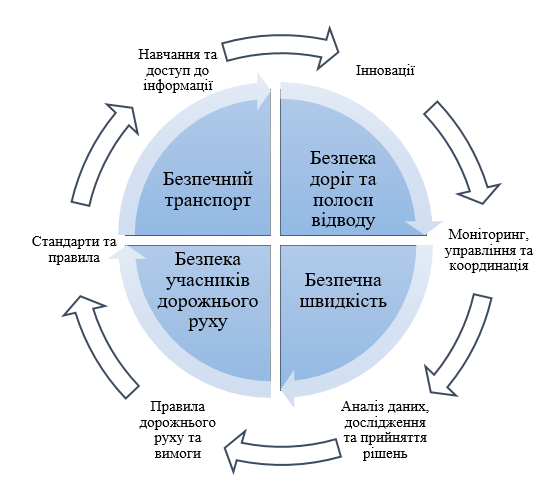 Навчання та
доступ до
інформації
Інновації
Безпечний
транспорт
Безпека
доріг та
полоси
відводу
Стандарти та
правила
Моніторинг,
управління та
координація
Безпека
учасників
дорожнього
руху
Безпечна
швидкість
Правила
дорожнього
руху та
вимоги
Аналіз даних,
дослідження
та прийняття
рішень